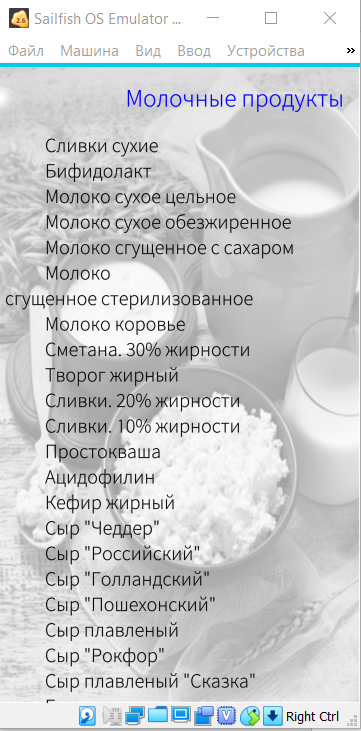 Sailfish OS Emulator ...
Файл Машина Вид Ввод Устройства »
Молочные продукты
Сливки сухие
Бифидолакт
Молоко сухое цельное
Молоко сухое обезжиренное
Молоко сгущенное с сахаром
Молоко
сгущенное стерилизованное
Молоко коровье
Сметана. 30% жирности
Творог жирный
Сливки. 20% жирности
Сливки. 10% жирности
Простокваша
Ацидофилин
Кефир жирный
Сыр "Чеддер"
Сыр "Российский"
Сыр "Голландский"
Сыр "Пошехонский"
Сыр плавленый
Сыр "Рокфор"
Сыр плавленый "Сказка"
Right Ctrl